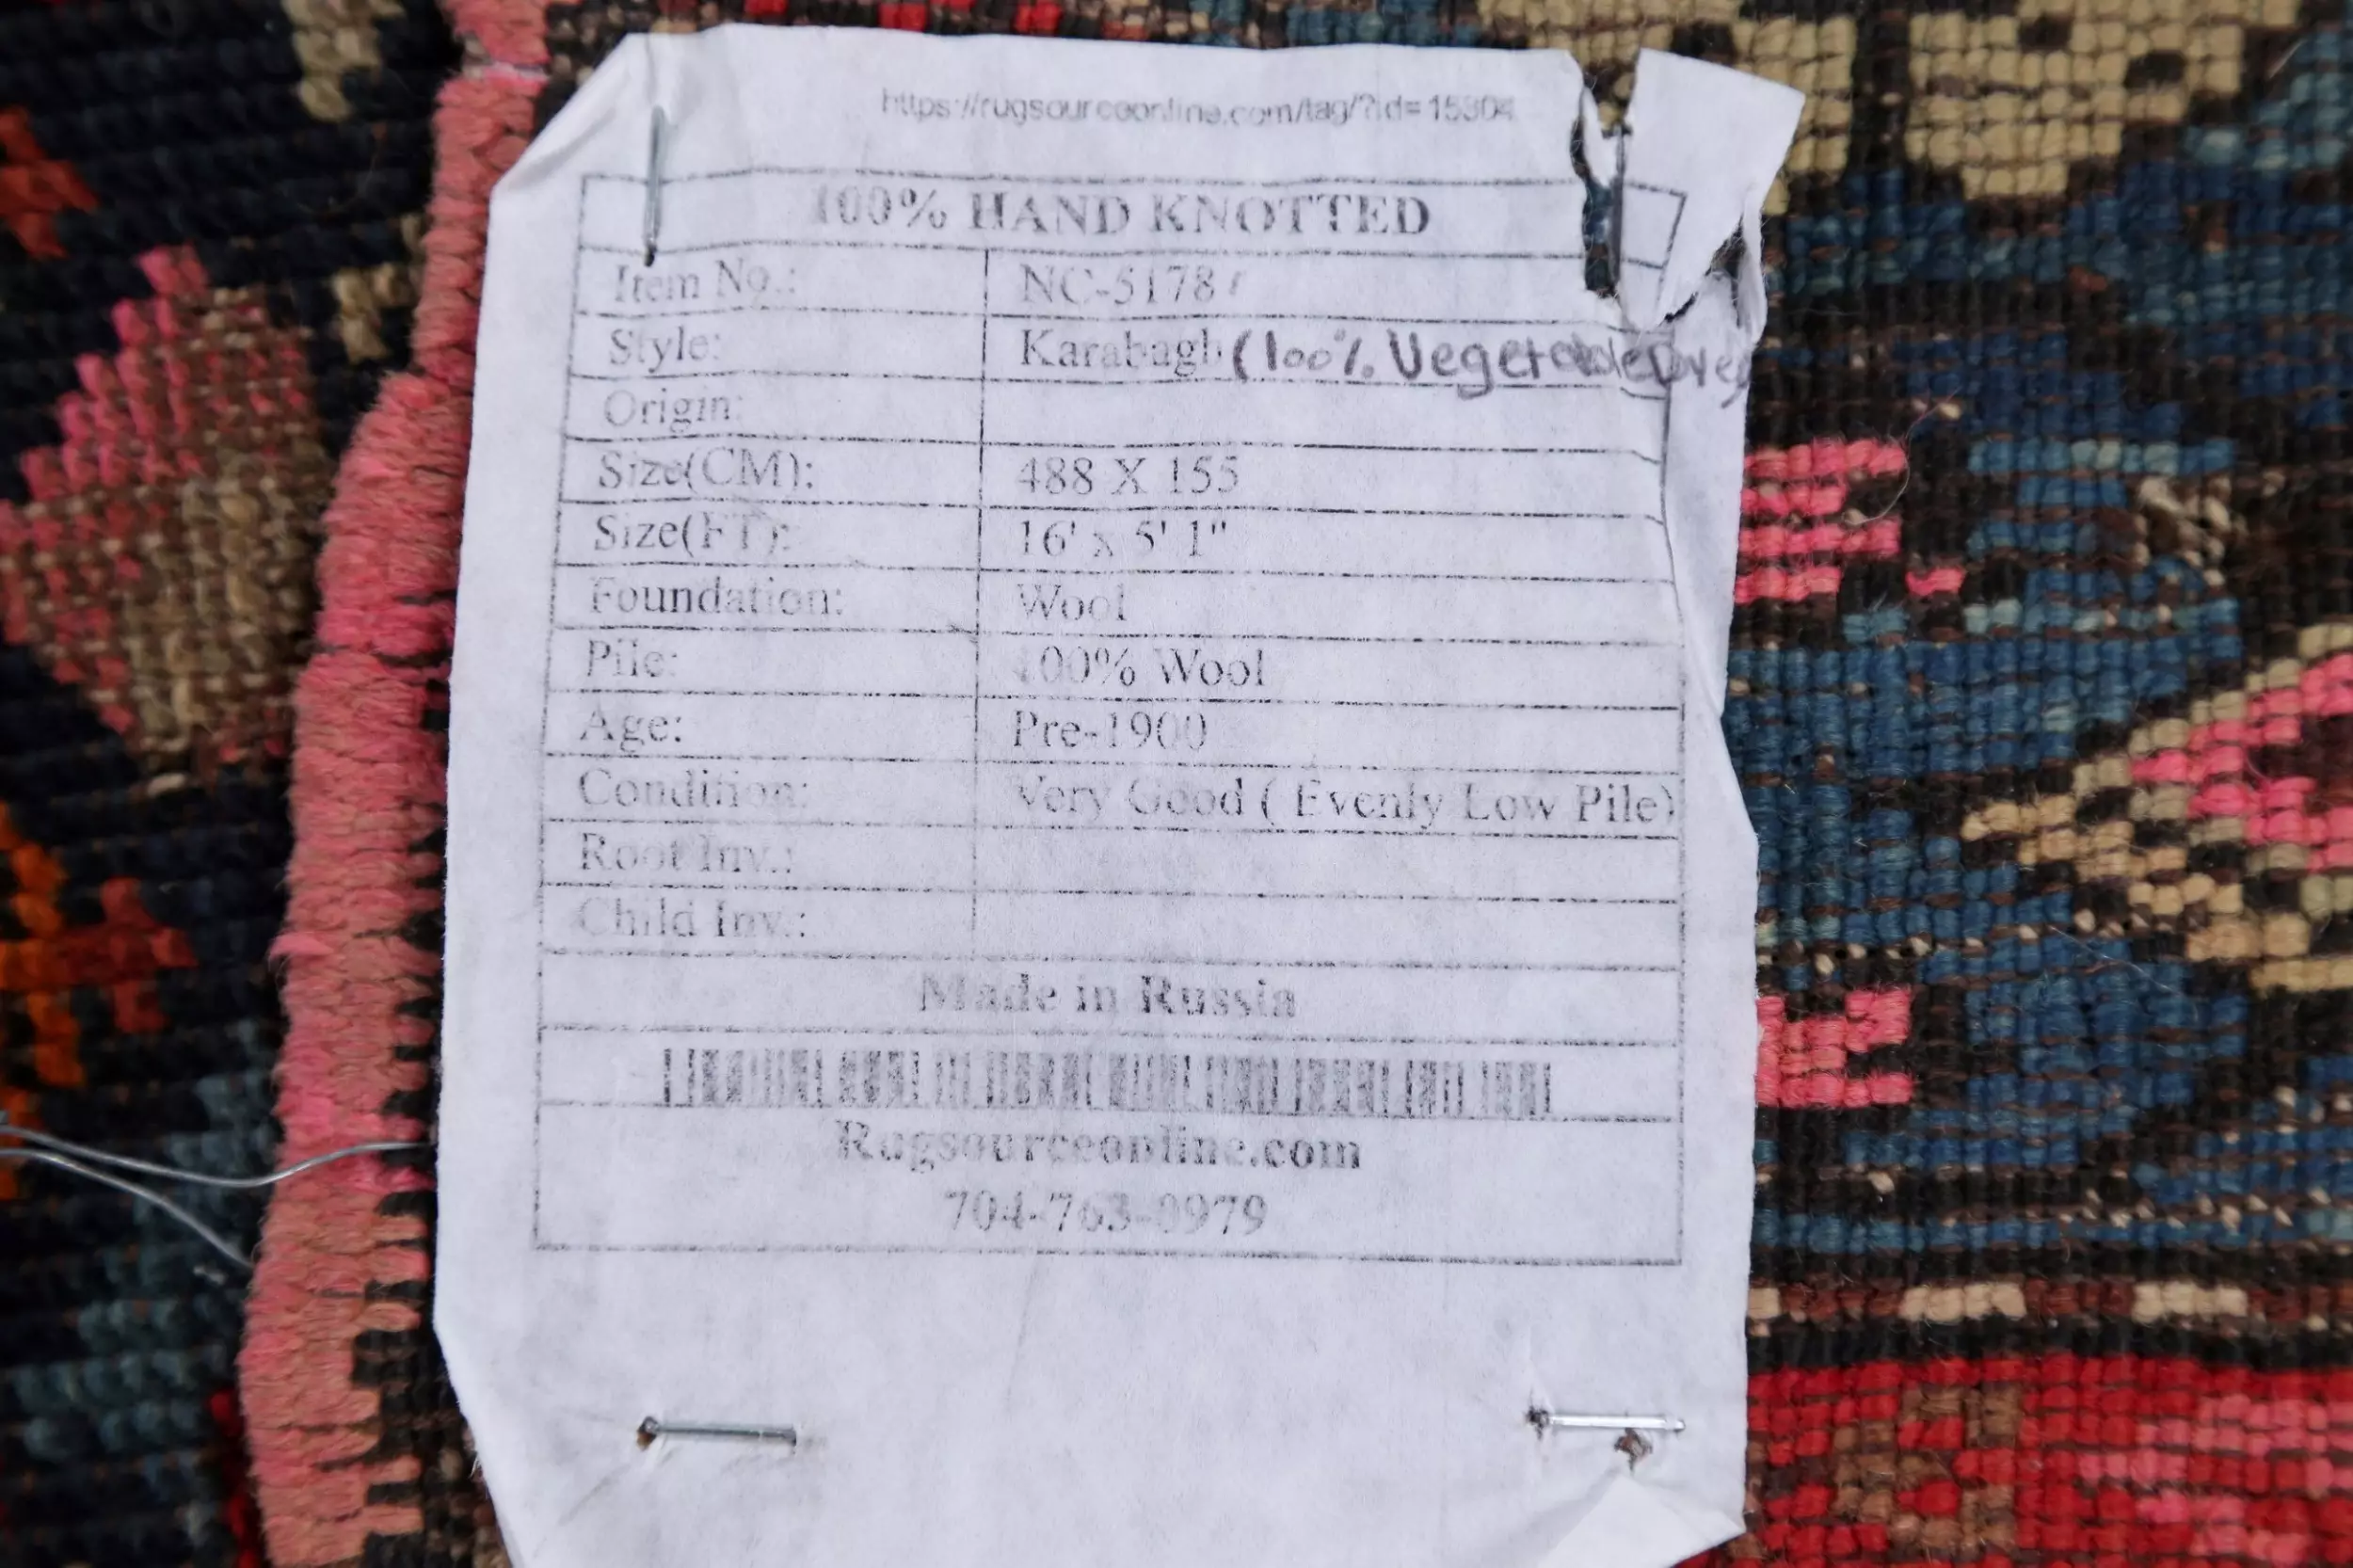 https://rugsourceonline.com/tag/?id=15304
100% HAND KNOTTED
Item No.: NC-5178
Style: Karabagh (100% Vegetable Dye)
Origin:
Size(CM): 488 X 155
Size(FT): 16' x 5' 1"
Foundation: Wool
Pile: 100% Wool
Age: Pre-1900
Condition: Very Good ( Evenly Low Pile)
Root Inv.:
Child Inv.:
Made in Russia
Rugsourceonline.com
704-763-0979